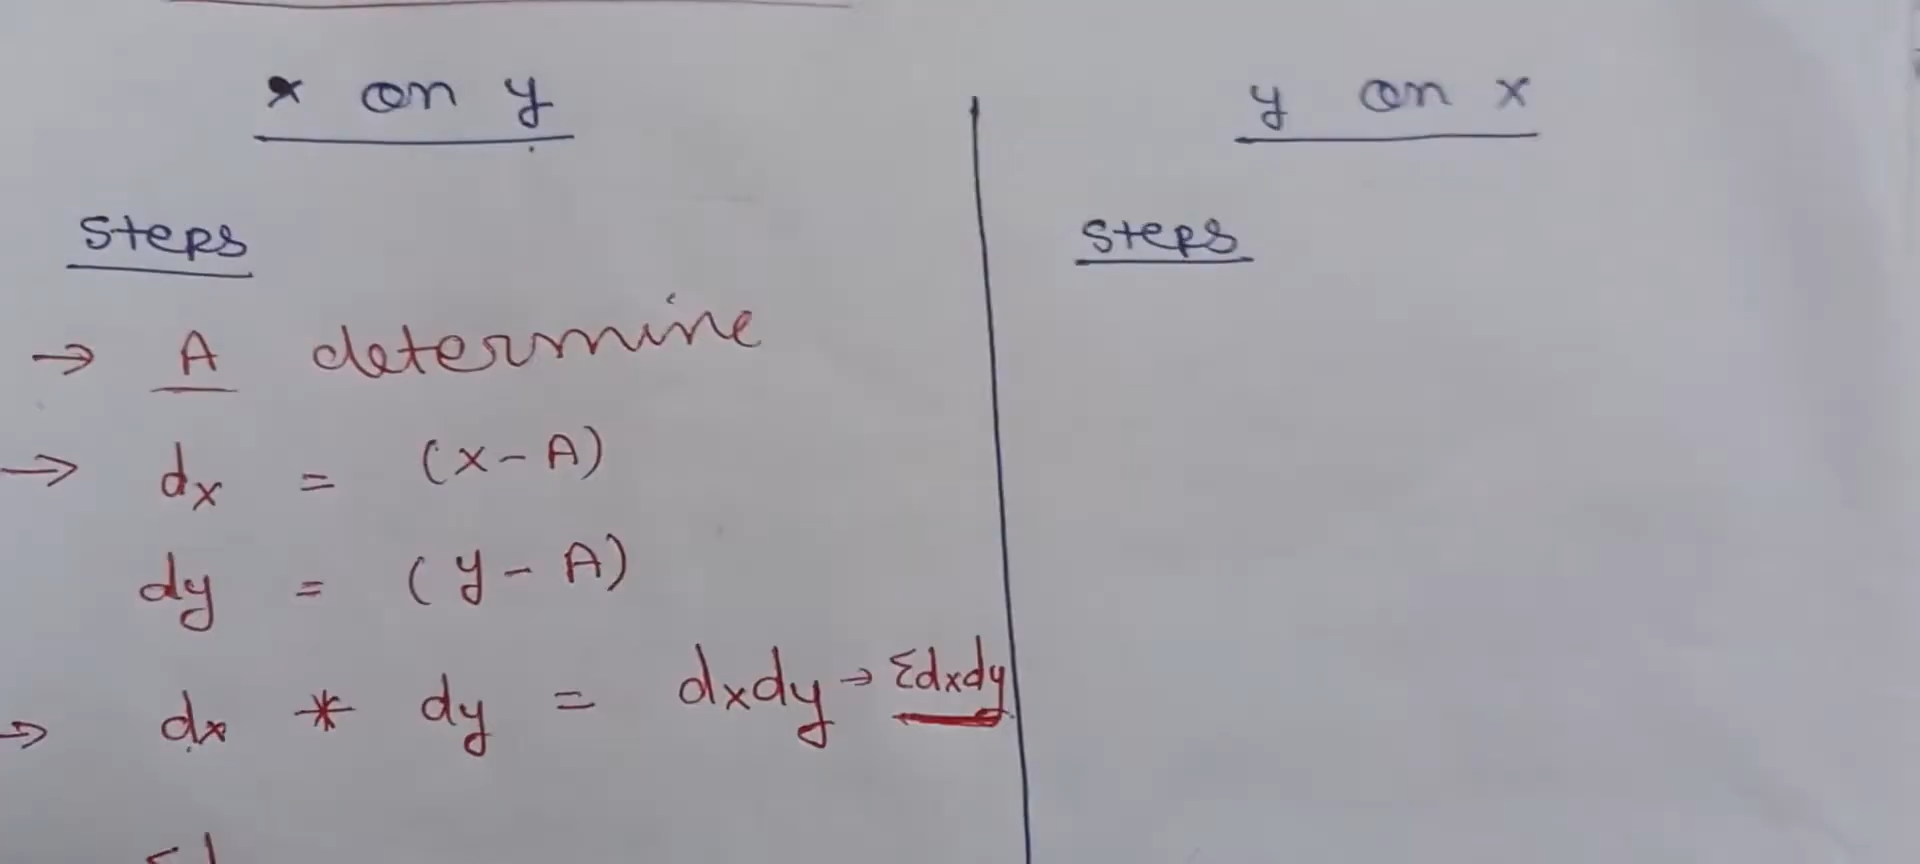 x on y
steps
→ A determine
→ dx = (x - A)
dy = (y - A)
→ dx * dy = dxdy → Σdxdy
y on x
steps